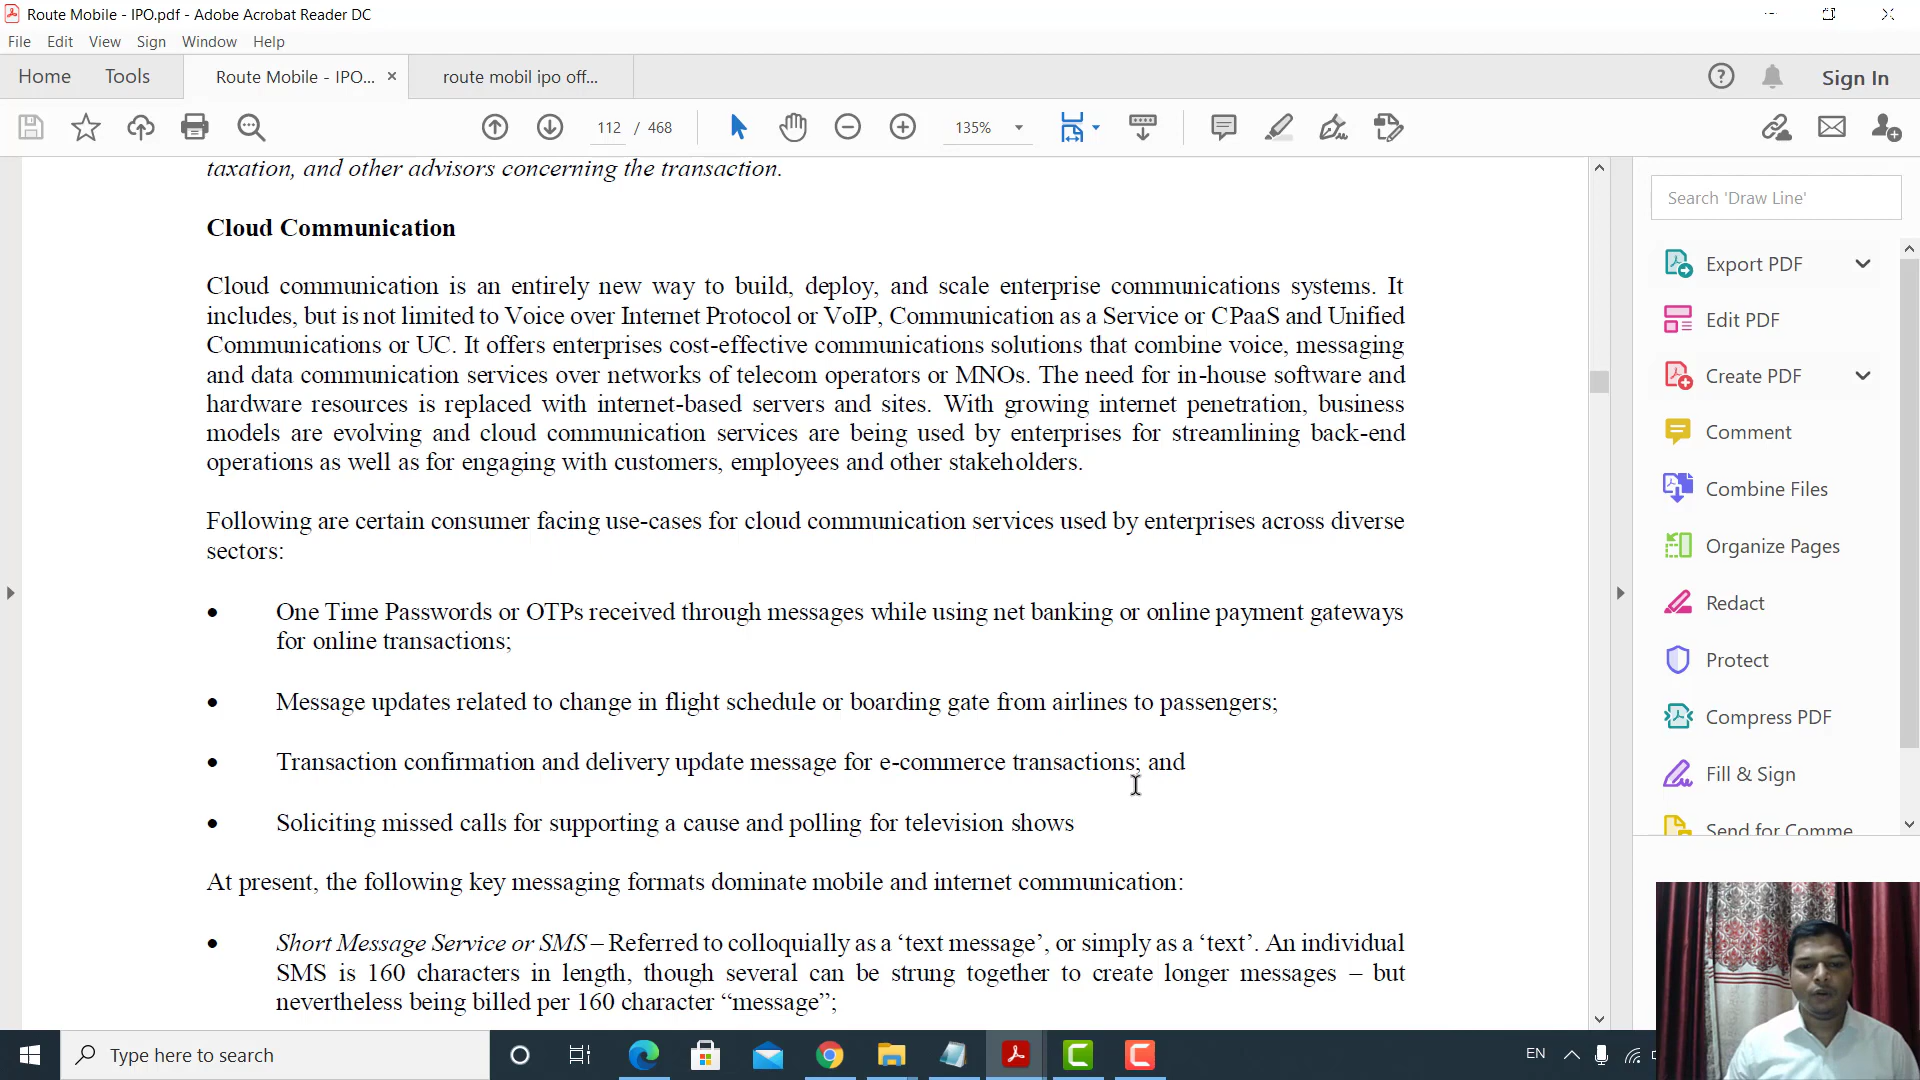 Route Mobile - IPO.pdf - Adobe Acrobat Reader DC
File Edit View Sign Window Help
Home Tools Route Mobile - IPO... × route mobil ipo off... Sign In
112 / 468 135%
Search 'Draw Line'
taxation, and other advisors concerning the transaction.
Cloud Communication
Cloud communication is an entirely new way to build, deploy, and scale enterprise communications systems. It
includes, but is not limited to Voice over Internet Protocol or VoIP, Communication as a Service or CPaaS and Unified
Communications or UC. It offers enterprises cost-effective communications solutions that combine voice, messaging
and data communication services over networks of telecom operators or MNOs. The need for in-house software and
hardware resources is replaced with internet-based servers and sites. With growing internet penetration, business
models are evolving and cloud communication services are being used by enterprises for streamlining back-end
operations as well as for engaging with customers, employees and other stakeholders.
Following are certain consumer facing use-cases for cloud communication services used by enterprises across diverse
sectors:
• One Time Passwords or OTPs received through messages while using net banking or online payment gateways
for online transactions;
• Message updates related to change in flight schedule or boarding gate from airlines to passengers;
• Transaction confirmation and delivery update message for e-commerce transactions; and
• Soliciting missed calls for supporting a cause and polling for television shows
At present, the following key messaging formats dominate mobile and internet communication:
• Short Message Service or SMS – Referred to colloquially as a ‘text message’, or simply as a ‘text’. An individual
SMS is 160 characters in length, though several can be strung together to create longer messages – but
nevertheless being billed per 160 character “message”;
Export PDF
Edit PDF
Create PDF
Comment
Combine Files
Organize Pages
Redact
Protect
Compress PDF
Fill & Sign
Send for Comme
Type here to search
EN